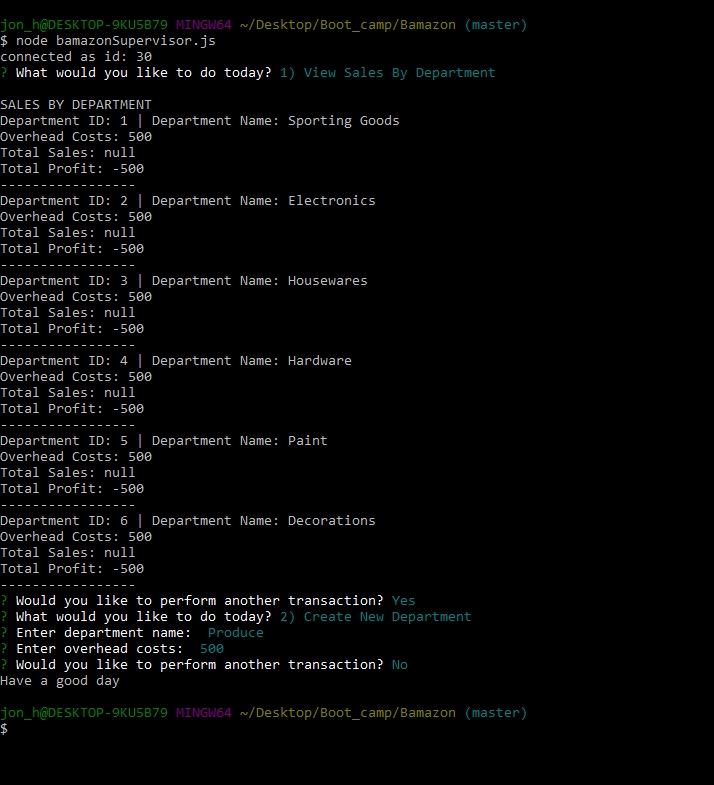 jon_h@DESKTOP-9KU5B79 MINGW64 ~/Desktop/Boot_camp/Bamazon (master)
$ node bamazonSupervisor.js
connected as id: 30
? What would you like to do today? 1) View Sales By Department
SALES BY DEPARTMENT
Department ID: 1 | Department Name: Sporting Goods
Overhead Costs: 500
Total Sales: null
Total Profit: -500
-----------------
Department ID: 2 | Department Name: Electronics
Overhead Costs: 500
Total Sales: null
Total Profit: -500
-----------------
Department ID: 3 | Department Name: Housewares
Overhead Costs: 500
Total Sales: null
Total Profit: -500
-----------------
Department ID: 4 | Department Name: Hardware
Overhead Costs: 500
Total Sales: null
Total Profit: -500
-----------------
Department ID: 5 | Department Name: Paint
Overhead Costs: 500
Total Sales: null
Total Profit: -500
-----------------
Department ID: 6 | Department Name: Decorations
Overhead Costs: 500
Total Sales: null
Total Profit: -500
-----------------
? Would you like to perform another transaction? Yes
? What would you like to do today? 2) Create New Department
? Enter department name:  Produce
? Enter overhead costs:  500
? Would you like to perform another transaction? No
Have a good day
jon_h@DESKTOP-9KU5B79 MINGW64 ~/Desktop/Boot_camp/Bamazon (master)
$